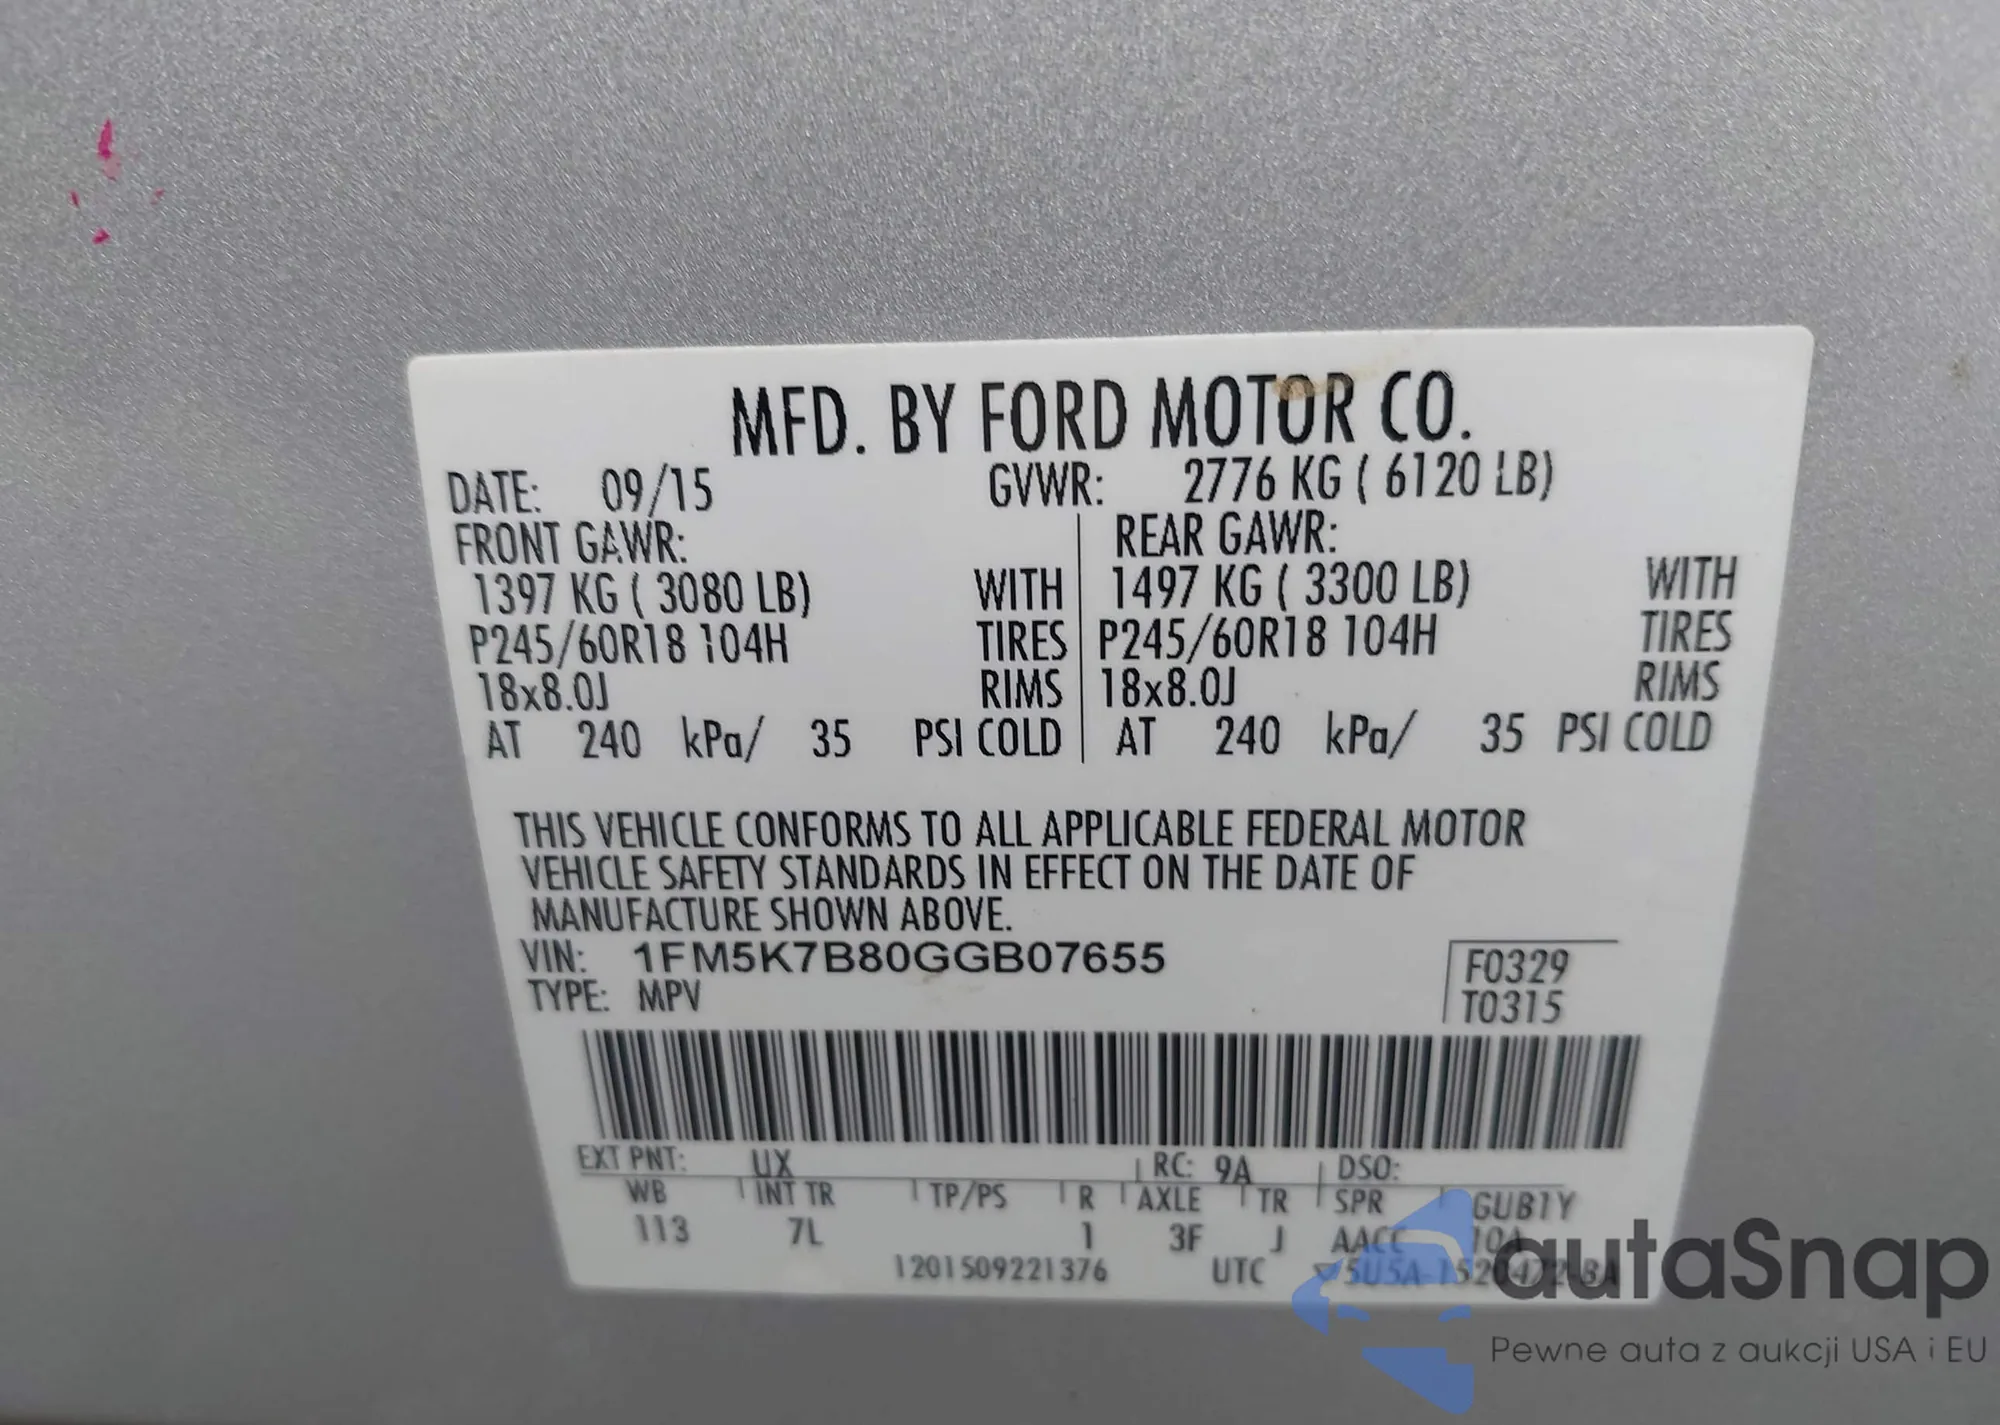 MFD. BY FORD MOTOR CO.
DATE: 09/15 GVWR: 2776 KG ( 6120 LB)
FRONT GAWR: REAR GAWR:
1397 KG ( 3080 LB) WITH 1497 KG ( 3300 LB) WITH
P245/60R18 104H TIRES P245/60R18 104H TIRES
18x8.0J RIMS 18x8.0J RIMS
AT 240 kPa/ 35 PSI COLD AT 240 kPa/ 35 PSI COLD
THIS VEHICLE CONFORMS TO ALL APPLICABLE FEDERAL MOTOR
VEHICLE SAFETY STANDARDS IN EFFECT ON THE DATE OF
MANUFACTURE SHOWN ABOVE.
VIN: 1FM5K7B80GGB07655 F0329
TYPE: MPV T0315
EXT PNT: UX RC: 9A DSO:
WB INT TR TP/PS R AXLE TR SPR GUB1Y
113 7L 1 3F J AACC 10A
1201509221376 UTC 5U5A-1520472-BA
autaSnap
Pewne auta z aukcji USA i EU